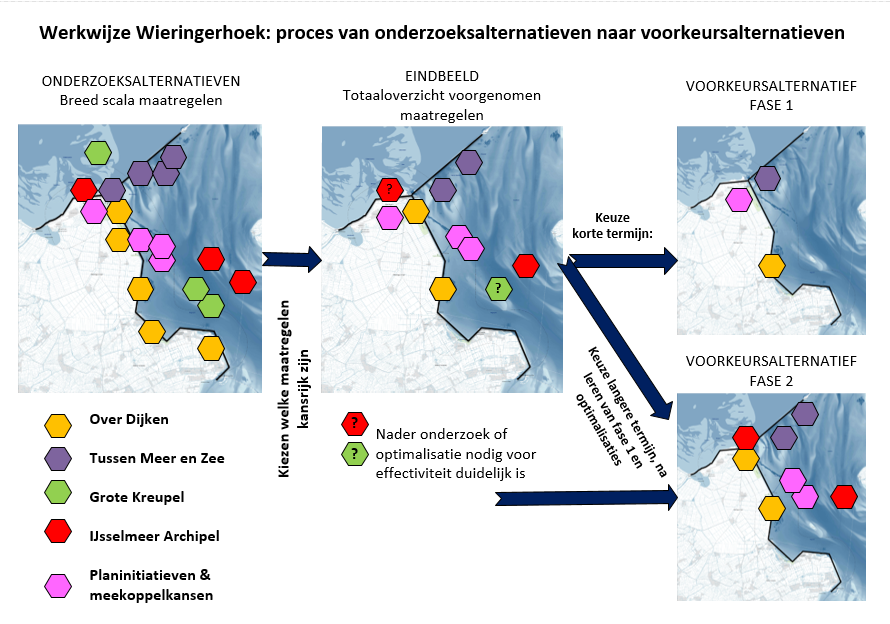 Werkwijze Wieringerhoek: proces van onderzoeksalternatieven naar voorkeursalternatieven
ONDERZOEKSALTERNATIEVEN
Breed scala maatregelen
EINDBEELD
Totaaloverzicht voorgenomen
maatregelen
VOORKEURSALTERNATIEF
FASE 1
?
?
Kiezen welke maatregelen
kansrijk zijn
Keuze
korte termijn:
Keuze langere termijn, na
leren van fase 1 en
optimalisaties
VOORKEURSALTERNATIEF
FASE 2
Over Dijken
Tussen Meer en Zee
Grote Kreupel
IJsselmeer Archipel
Planinitiatieven &
meekoppelkansen
?
?
Nader onderzoek of
optimalisatie nodig voor
effectiviteit duidelijk is